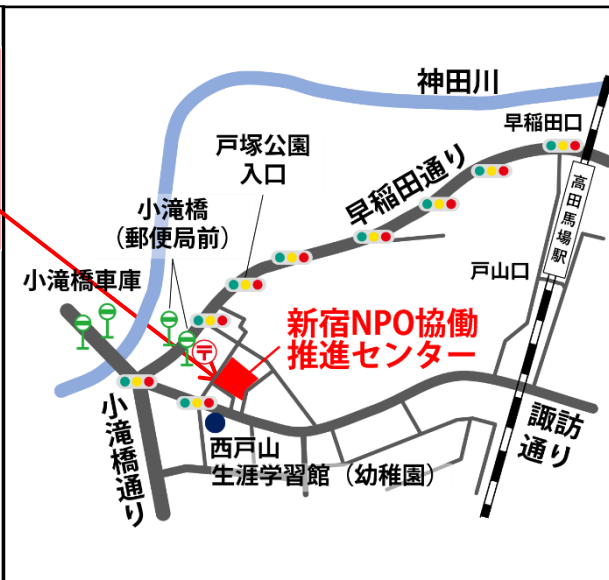 神田川
早稲田口
戸塚公園
入口
早稲田通り
高田馬場駅
小滝橋
（郵便局前）
戸山口
小滝橋車庫
新宿NPO協働
推進センター
〒
小滝橋通り
諏訪
通り
西戸山
生涯学習館（幼稚園）